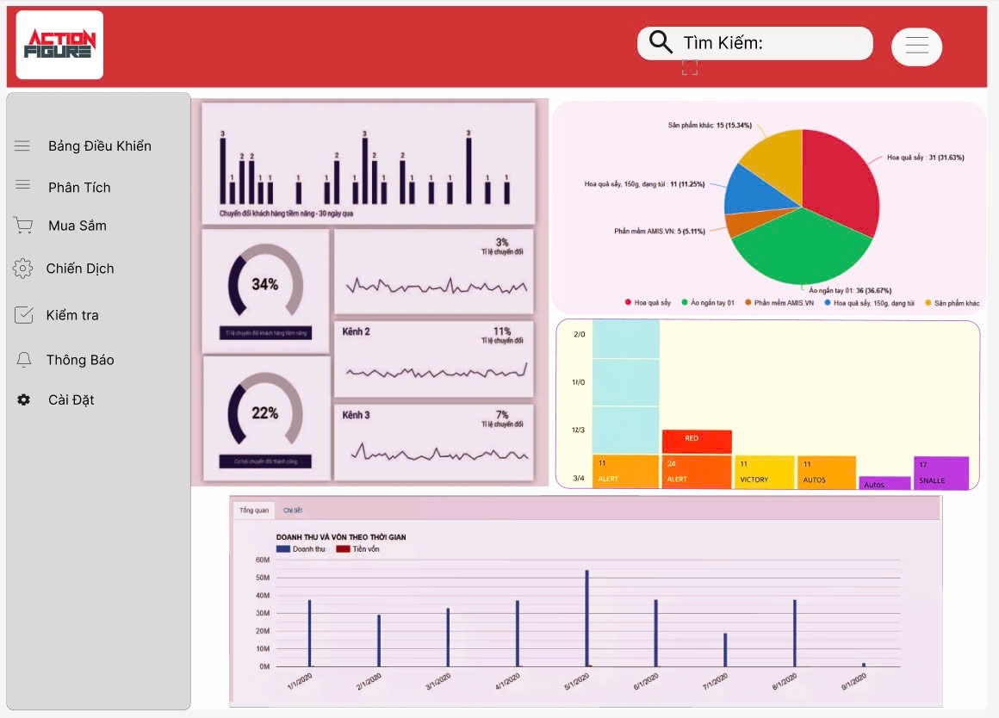 ACTION
FIGURE
Tìm Kiếm:
Bảng Điều Khiển
Phân Tích
Mua Sắm
Chiến Dịch
Kiểm tra
Thông Báo
Cài Đặt
3 1 2 2 1 1 1 1 2 1 3 2 1 2 1 1 1 3 1 1
Chuyển đổi khách hàng tiềm năng - 30 ngày qua
34%
Tỉ lệ chuyển đổi khách hàng tiềm năng
22%
Cơ hội chuyển đổi thành công
3%
Tỉ lệ chuyển đổi
Kênh 2
11%
Tỉ lệ chuyển đổi
Kênh 3
7%
Tỉ lệ chuyển đổi
Sản phẩm khác: 15 (15.34%)
Hoa quả sấy : 31 (31.63%)
Hoa quả sấy, 150g, dạng túi : 11 (11.25%)
Phần mềm AMIS.VN: 5 (5.11%)
Áo ngắn tay 01: 36 (36.67%)
Hoa quả sấy Áo ngắn tay 01 Phần mềm AMIS.VN Hoa quả sấy, 150g, dạng túi Sản phẩm khác
2/0
1I/0
12/3
3/4
RED
11
ALERT
24
ALERT
11
VICTORY
11
AUTOS
Autos
17
SNALLE
Tổng quan Chi tiết
DOANH THU VÀ VỐN THEO THỜI GIAN
Doanh thu Tiền vốn
60M
50M
40M
30M
20M
10M
0M
1/1/2020 2/1/2020 3/1/2020 4/1/2020 5/1/2020 6/1/2020 7/1/2020 8/1/2020 9/1/2020